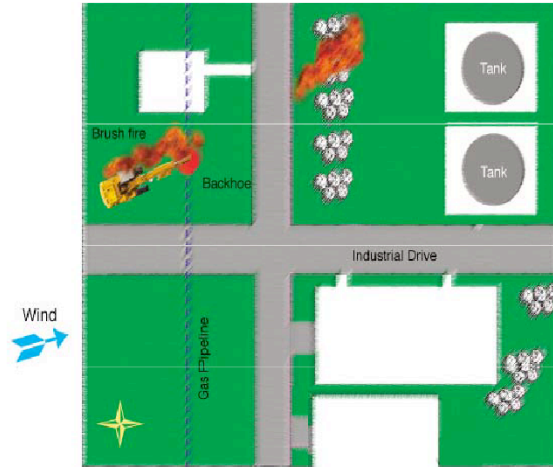 Tank
Brush fire
Tank
Backhoe
Industrial Drive
Wind
Gas PIpeline